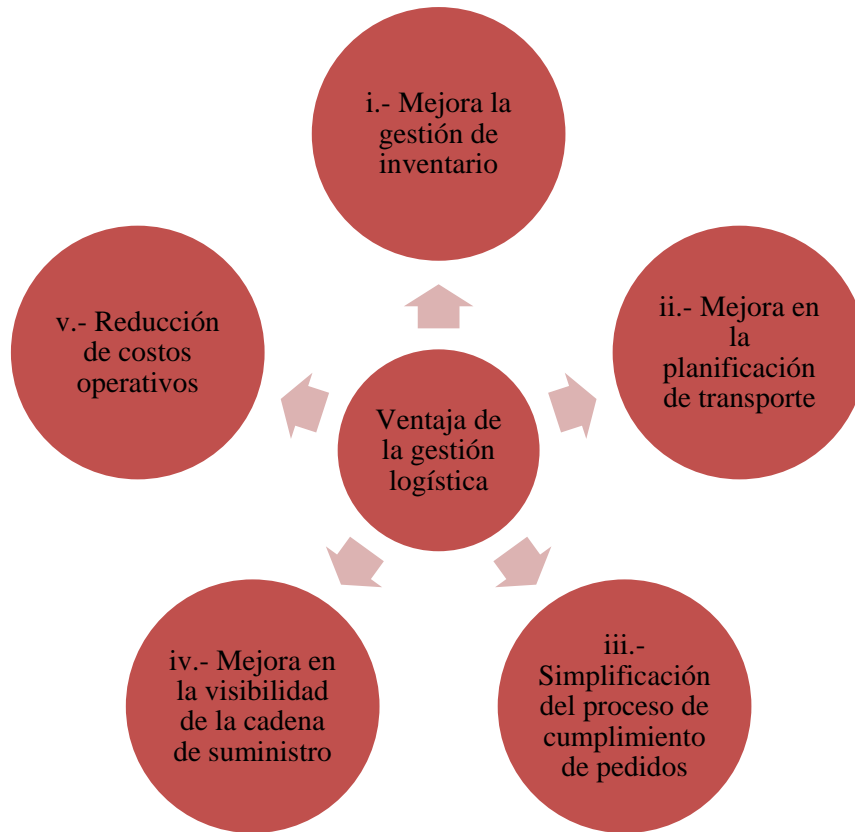 i.- Mejora la
gestión de
inventario
ii.- Mejora en
la
planificación
de transporte
iii.-
Simplificación
del proceso de
cumplimiento
de pedidos
iv.- Mejora en
la visibilidad
de la cadena
de suministro
v.- Reducción
de costos
operativos
Ventaja de
la gestión
logística